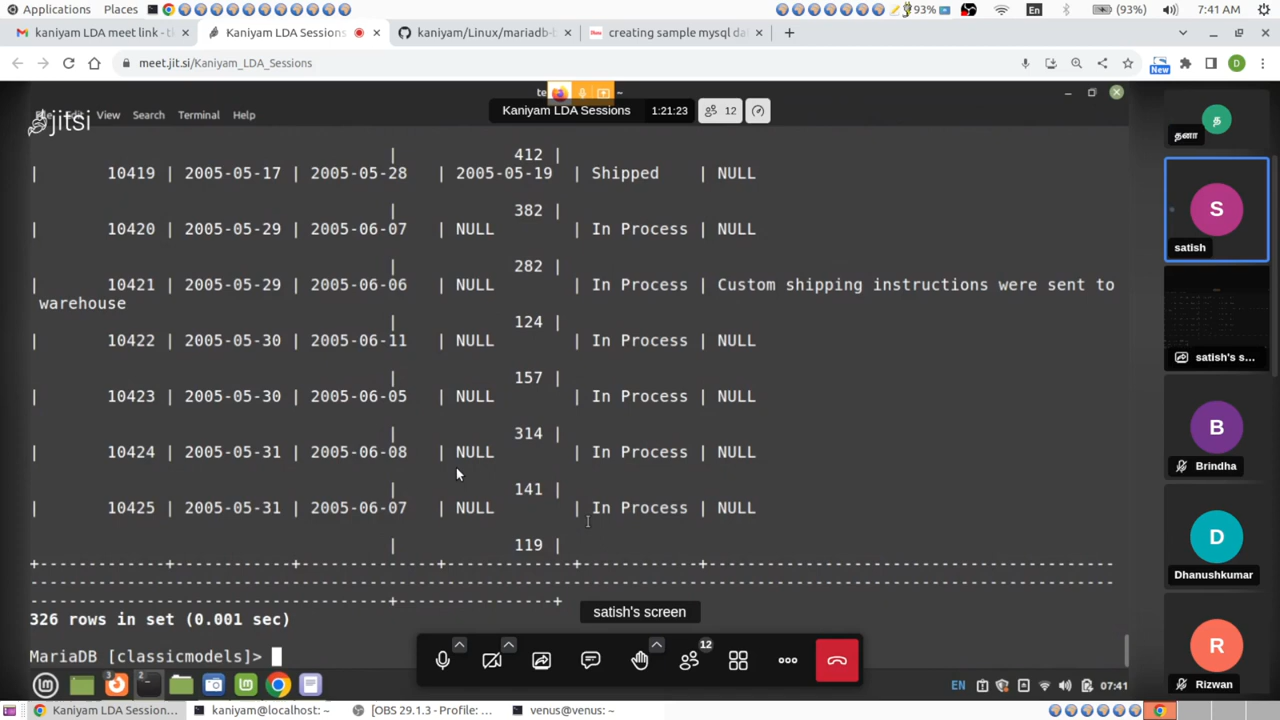 Applications Places 93% En (93%) 7:41 AM
kaniyam LDA meet link - t
Kaniyam LDA Sessions
kaniyam/Linux/mariadb-
creating sample mysql da
meet.jit.si/Kaniyam_LDA_Sessions
New
D
Kaniyam LDA Sessions 1:21:23 12
jitsi
View Search Terminal Help
| 412 |
| 10419 | 2005-05-17 | 2005-05-28 | 2005-05-19 | Shipped | NULL
| 382 |
| 10420 | 2005-05-29 | 2005-06-07 | NULL | In Process | NULL
| 282 |
| 10421 | 2005-05-29 | 2005-06-06 | NULL | In Process | Custom shipping instructions were sent to
warehouse
| 124 |
| 10422 | 2005-05-30 | 2005-06-11 | NULL | In Process | NULL
| 157 |
| 10423 | 2005-05-30 | 2005-06-05 | NULL | In Process | NULL
| 314 |
| 10424 | 2005-05-31 | 2005-06-08 | NULL | In Process | NULL
| 141 |
| 10425 | 2005-05-31 | 2005-06-07 | NULL | In Process | NULL
| 119 |
326 rows in set (0.001 sec)
MariaDB [classicmodels]>
satish's screen
12
EN 07:41
த
தனா
S
satish
satish's s...
B
Brindha
D
Dhanushkumar
R
Rizwan
Kaniyam LDA Session...
kaniyam@localhost: ~
[OBS 29.1.3 - Profile: ...
venus@venus: ~